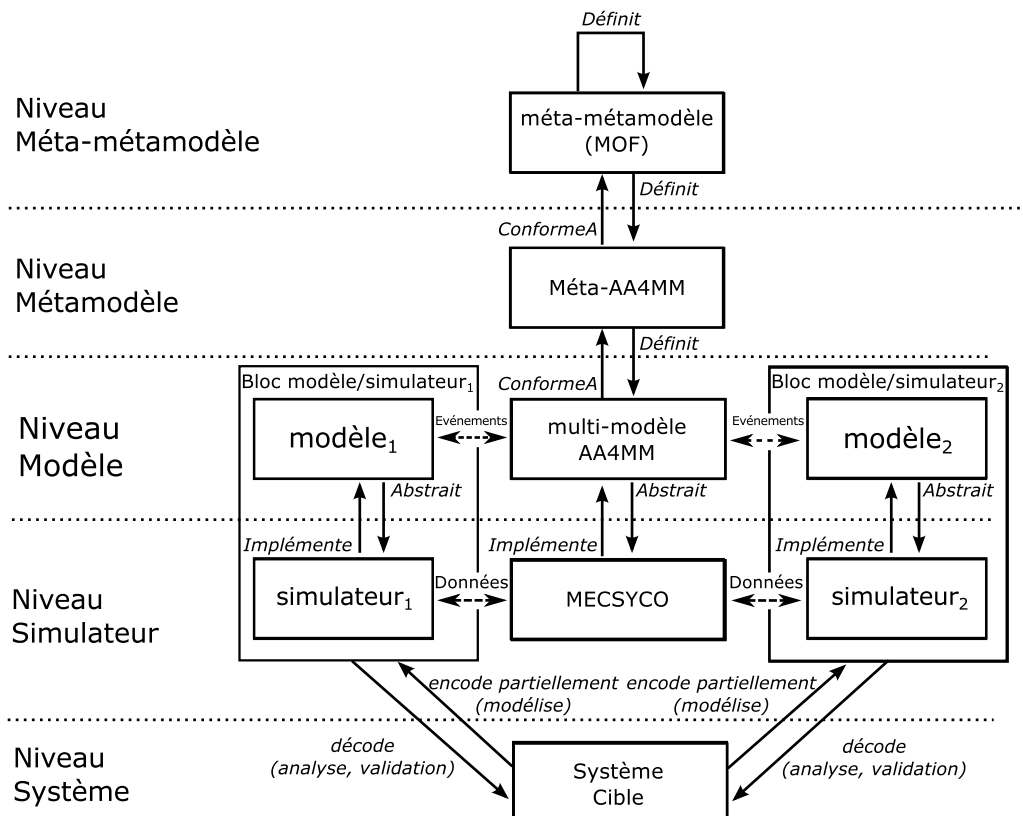 Définit
Niveau
Méta-métamodèle
méta-métamodèle
(MOF)
Définit
ConformeA
Niveau
Métamodèle
Méta-AA4MM
Définit
ConformeA
Bloc modèle/simulateur₁
Bloc modèle/simulateur₂
Niveau
Modèle
modèle₁
Evénements
multi-modèle
AA4MM
Evénements
modèle₂
Abstrait
Abstrait
Abstrait
Implémente
Implémente
Implémente
Niveau
Simulateur
simulateur₁
Données
MECSYCO
Données
simulateur₂
encode partiellement
(modélise)
encode partiellement
(modélise)
Niveau
Système
décode
(analyse, validation)
Système
Cible
décode
(analyse, validation)